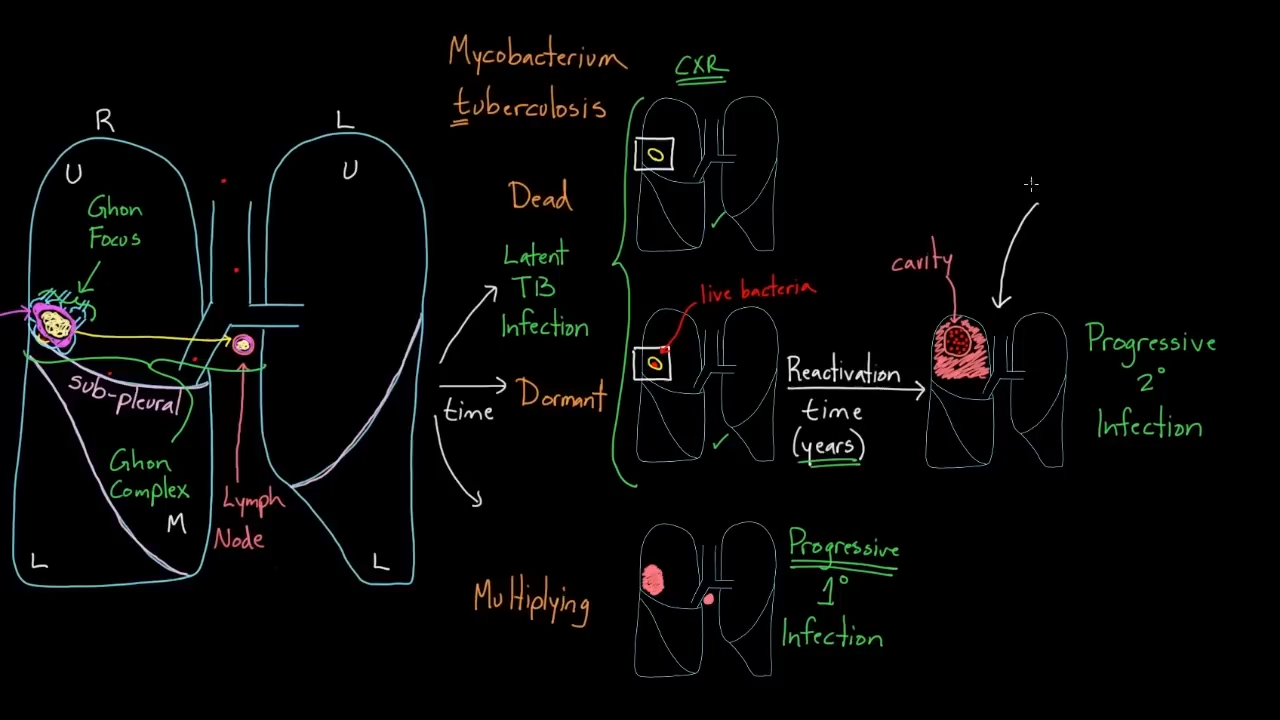 Mycobacterium
tuberculosis
CXR
R
L
U
U
Ghon
Focus
sub-pleural
Ghon
Complex
M
L
L
Lymph
Node
time
Dead
Latent
TB
Infection
Dormant
Multiplying
live bacteria
Reactivation
time
(years)
cavity
Progressive
2°
Infection
Progressive
1°
Infection